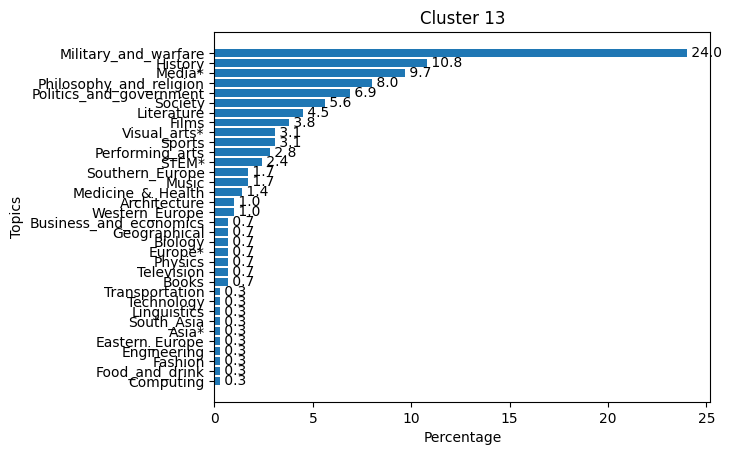 Cluster 13
Topics
Military_and_warfare 24.0
History 10.8
Media* 9.7
Philosophy_and_religion 8.0
Politics_and_government 6.9
Society 5.6
Literature 4.5
Films 3.8
Visual_arts* 3.1
Sports 3.1
Performing_arts 2.8
STEM* 2.4
Southern_Europe 1.7
Music 1.7
Medicine_&_Health 1.4
Architecture 1.0
Western_Europe 1.0
Business_and_economics 0.7
Geographical 0.7
Biology 0.7
Europe* 0.7
Physics 0.7
Television 0.7
Books 0.7
Transportation 0.3
Technology 0.3
Linguistics 0.3
South_Asia 0.3
Asia* 0.3
Eastern_Europe 0.3
Engineering 0.3
Fashion 0.3
Food_and_drink 0.3
Computing 0.3
0 5 10 15 20 25
Percentage